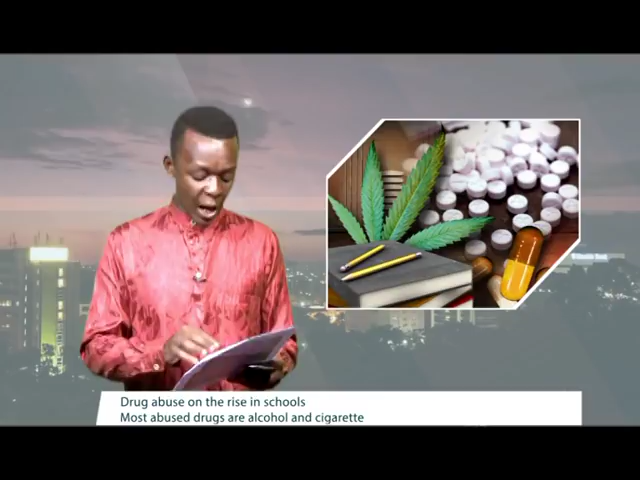 Drug abuse on the rise in schools
Most abused drugs are alcohol and cigarette